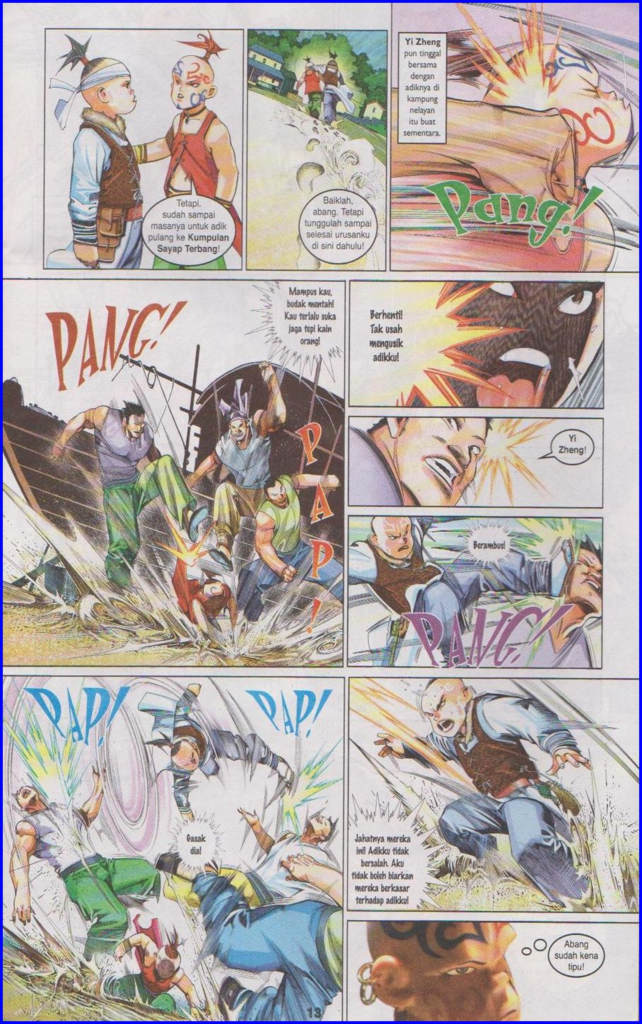 Tetapi,
sudah sampai
masanya untuk adik
pulang ke Kumpulan
Sayap Terbang!
Baiklah,
abang. Tetapi
tunggulah sampai
selesai urusanku
di sini dahulu!
Yi Zheng
pun tinggal
bersama
dengan
adiknya di
kampung
nelayan
itu buat
sementara.
Pang!
PANG!
Mampus kau,
budak mentah!
Kau terlalu suka
jaga tepi kain
orang!
PAP!
Berhenti!
Tak usah
mengusik
adikku!
Yi
Zheng!
Berambus!
PANG!
PAP!
PAP!
Gasak
dia!
Jahatnya mereka
ini! Adikku tidak
bersalah. Aku
tidak boleh biarkan
mereka berkasar
terhadap adikku!
Abang
sudah kena
tipu!
13